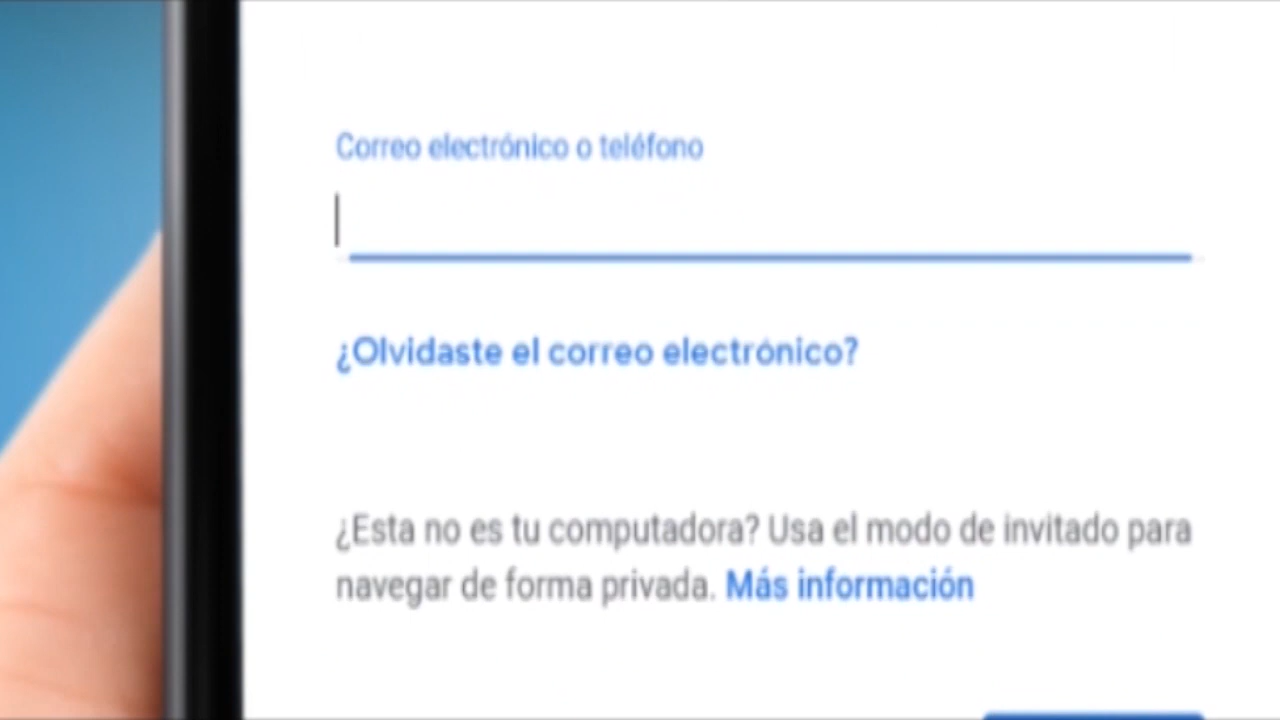 Correo electrónico o teléfono
¿Olvidaste el correo electrónico?
¿Esta no es tu computadora? Usa el modo de invitado para
navegar de forma privada. Más información